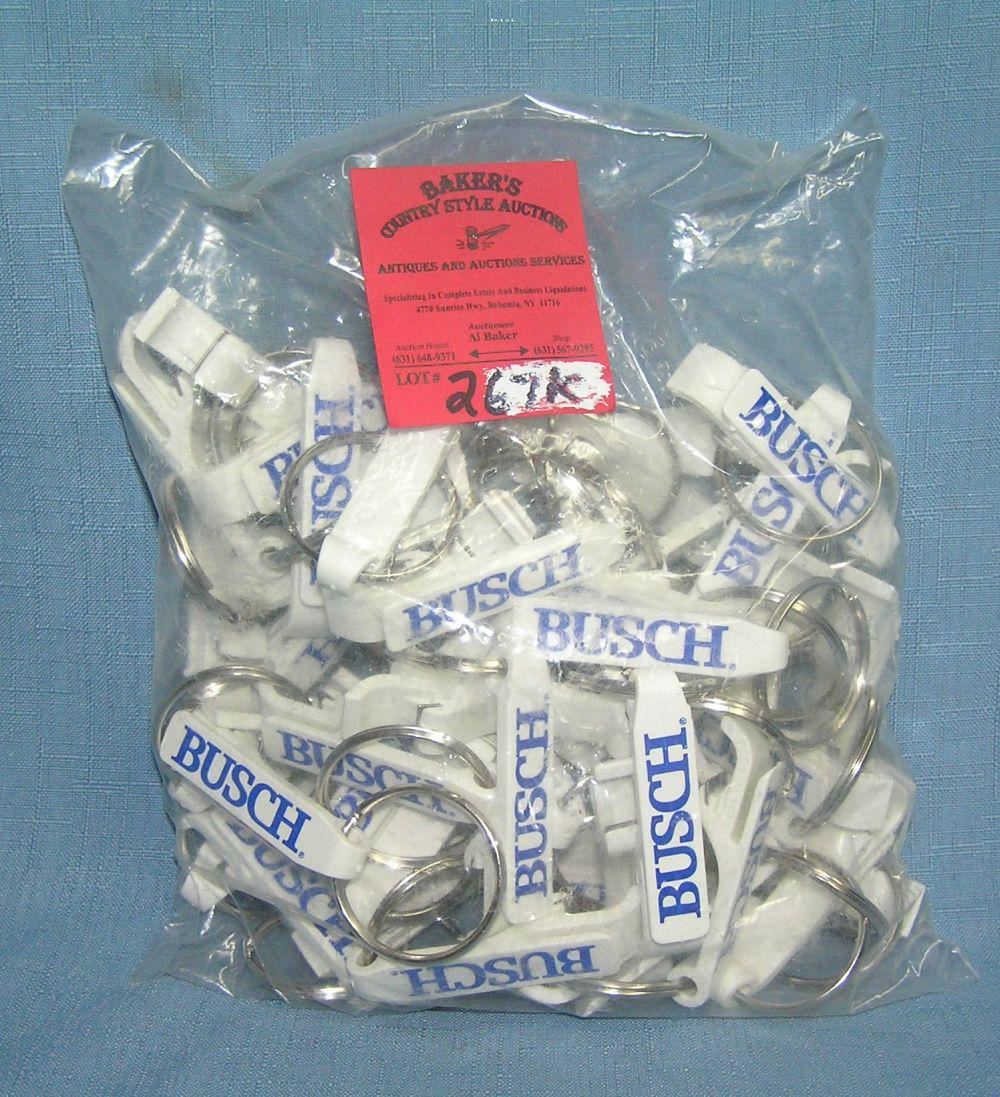 BAKER'S
COUNTRY STYLE AUCTIONS
ANTIQUES AND AUCTIONS SERVICES
Specializing In Complete Estate And Business Liquidations
4770 Sunrise Hwy, Bohemia, NY 11716
Auctioneer
Al Baker
Auction House
Shop
(631) 648-9371
(631) 567-9295
LOT# 267K
BUSCH
BUSCH
BUSCH
BUSCH
BUSCH.
BUSCH.
BUSCH
BUSCH
BUSCH®
BUSCH
BUSCH.